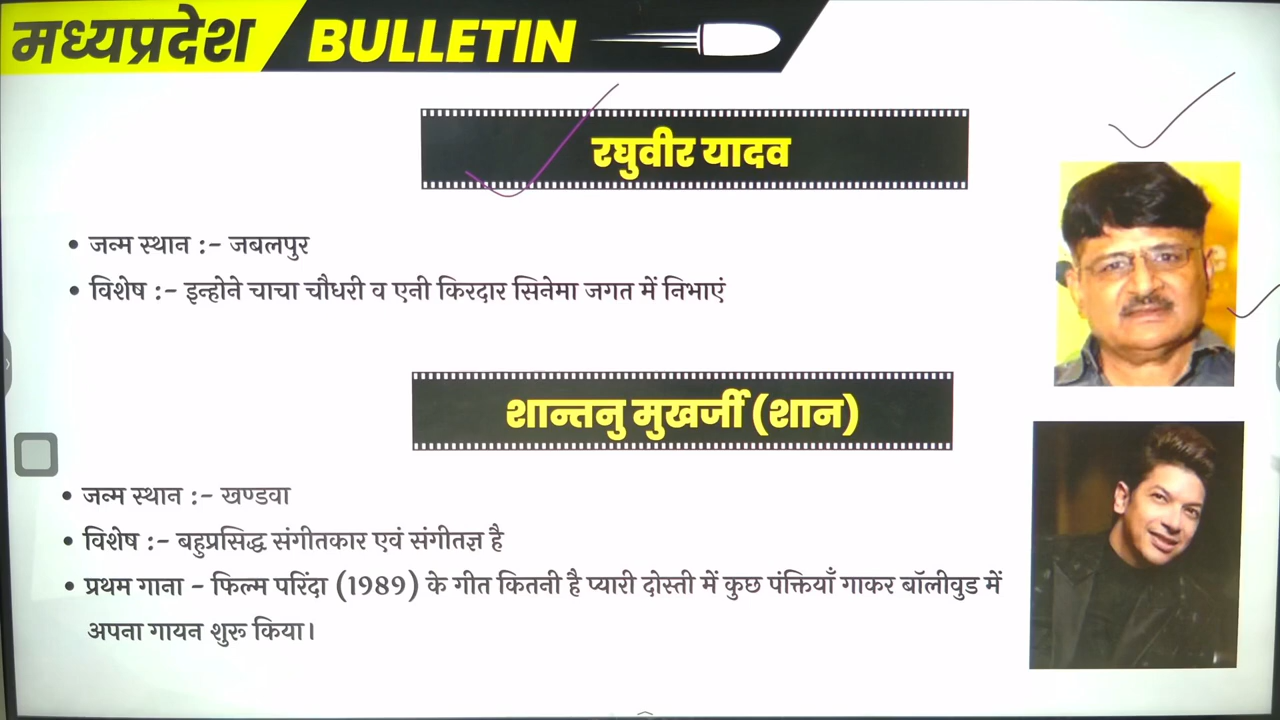 मध्यप्रदेश BULLETIN
रघुवीर यादव
• जन्म स्थान :- जबलपुर
• विशेष :- इन्होने चाचा चौधरी व एनी किरदार सिनेमा जगत में निभाएं
शान्तनु मुखर्जी (शान)
• जन्म स्थान :- खण्डवा
• विशेष :- बहुप्रसिद्ध संगीतकार एवं संगीतज्ञ है
• प्रथम गाना - फिल्म परिंदा (1989) के गीत कितनी है प्यारी दोस्ती में कुछ पंक्तियाँ गाकर बॉलीवुड में
अपना गायन शुरू किया।